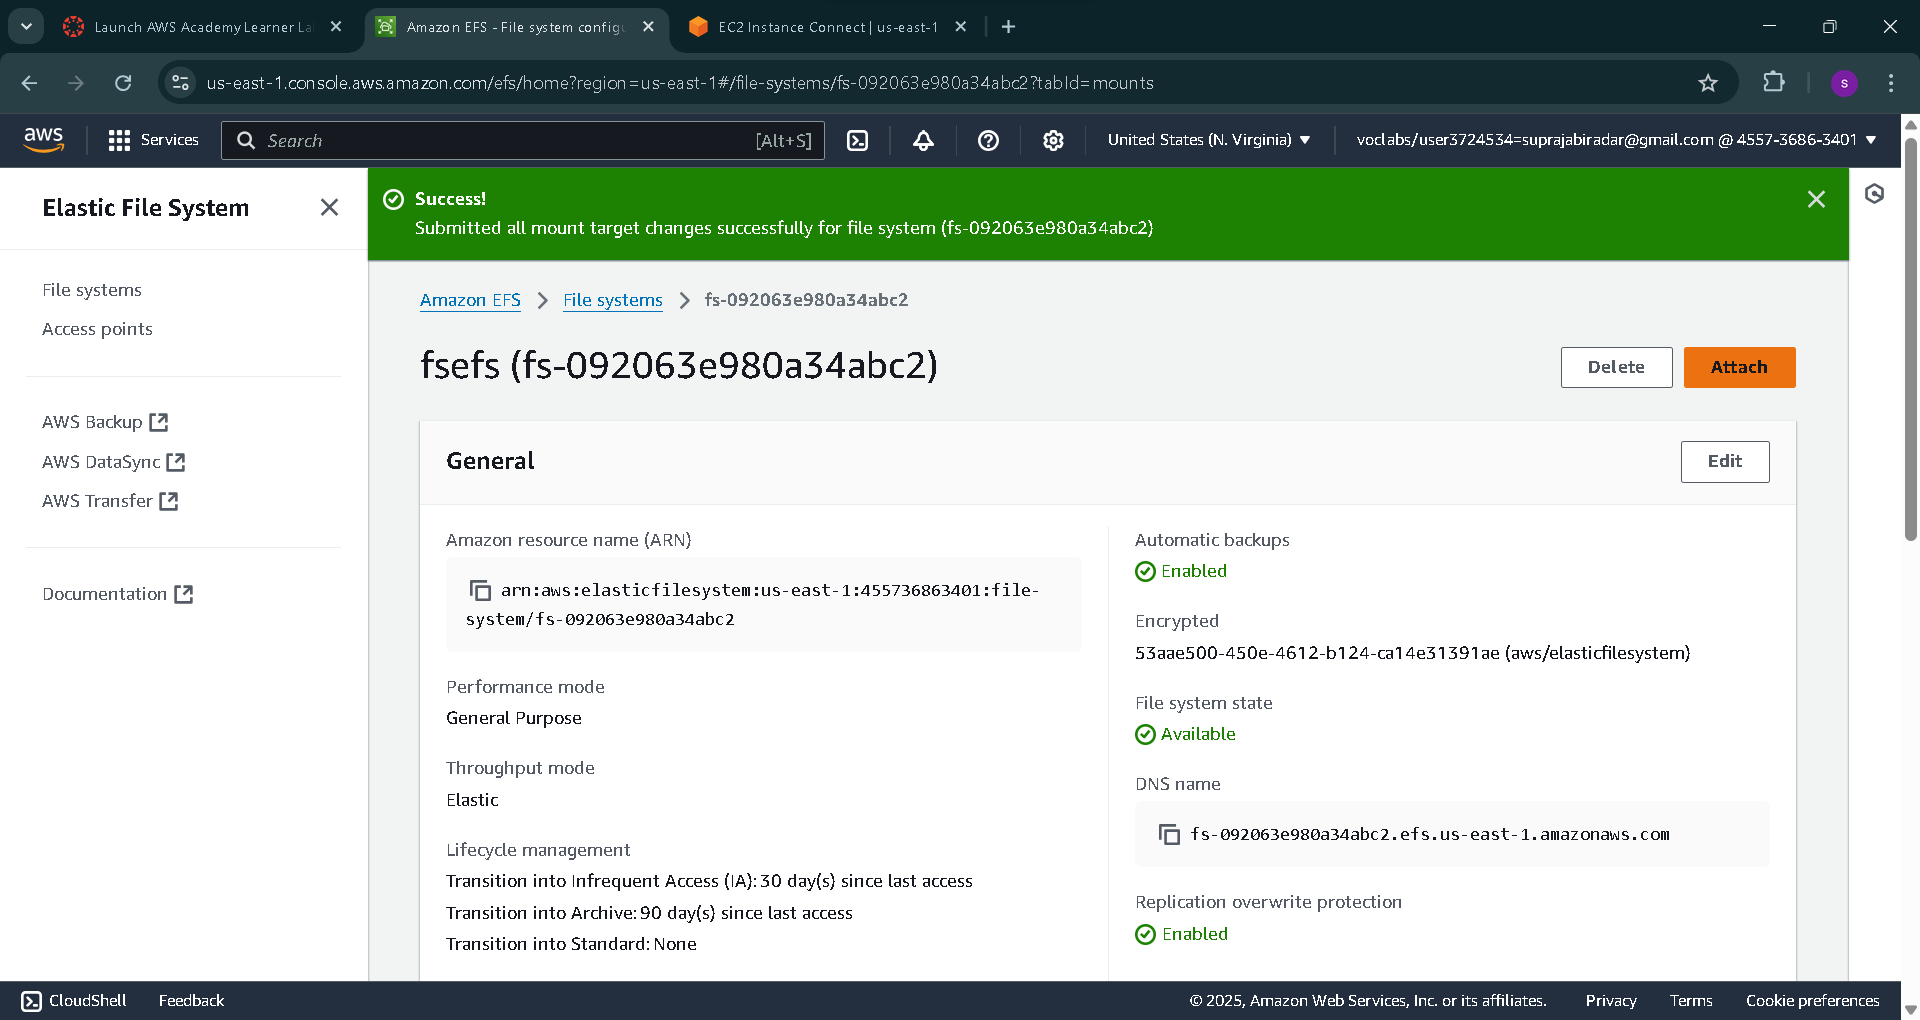 Launch AWS Academy Learner La
Amazon EFS - File system configu
EC2 Instance Connect | us-east-1
us-east-1.console.aws.amazon.com/efs/home?region=us-east-1#/file-systems/fs-092063e980a34abc2?tabId=mounts
s
aws
Services
Search
[Alt+S]
United States (N. Virginia)
voclabs/user3724534=suprajabiradar@gmail.com @ 4557-3686-3401
Elastic File System
File systems
Access points
AWS Backup
AWS DataSync
AWS Transfer
Documentation
Success!
Submitted all mount target changes successfully for file system (fs-092063e980a34abc2)
Amazon EFS
File systems
fs-092063e980a34abc2
fsefs (fs-092063e980a34abc2)
Delete
Attach
General
Edit
Amazon resource name (ARN)
arn:aws:elasticfilesystem:us-east-1:455736863401:file-
system/fs-092063e980a34abc2
Performance mode
General Purpose
Throughput mode
Elastic
Lifecycle management
Transition into Infrequent Access (IA): 30 day(s) since last access
Transition into Archive: 90 day(s) since last access
Transition into Standard: None
Automatic backups
Enabled
Encrypted
53aae500-450e-4612-b124-ca14e31391ae (aws/elasticfilesystem)
File system state
Available
DNS name
fs-092063e980a34abc2.efs.us-east-1.amazonaws.com
Replication overwrite protection
Enabled
CloudShell
Feedback
© 2025, Amazon Web Services, Inc. or its affiliates.
Privacy
Terms
Cookie preferences